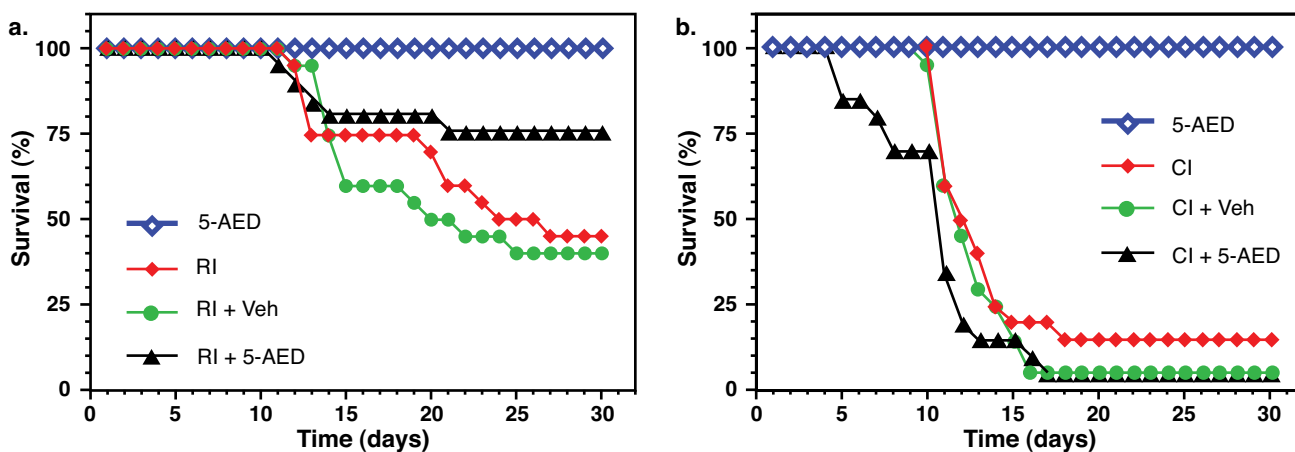 a.
Survival (%)
100
75
50
25
0
5-AED
RI
RI + Veh
RI + 5-AED
0 5 10 15 20 25 30
Time (days)
b.
Survival (%)
100
75
50
25
0
5-AED
CI
CI + Veh
CI + 5-AED
0 5 10 15 20 25 30
Time (days)